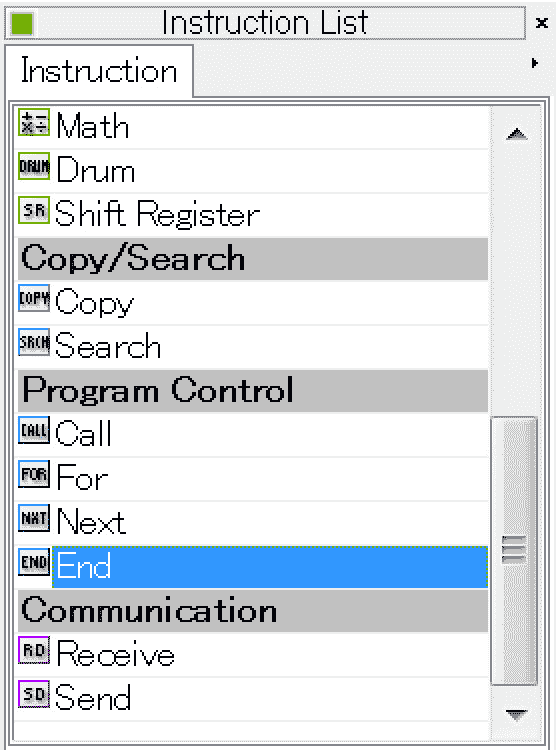 Instruction List
Instruction
Math
DRUM Drum
SR Shift Register
Copy/Search
COPY Copy
SRCH Search
Program Control
CALL Call
FOR For
NXT Next
END End
Communication
RD Receive
SD Send